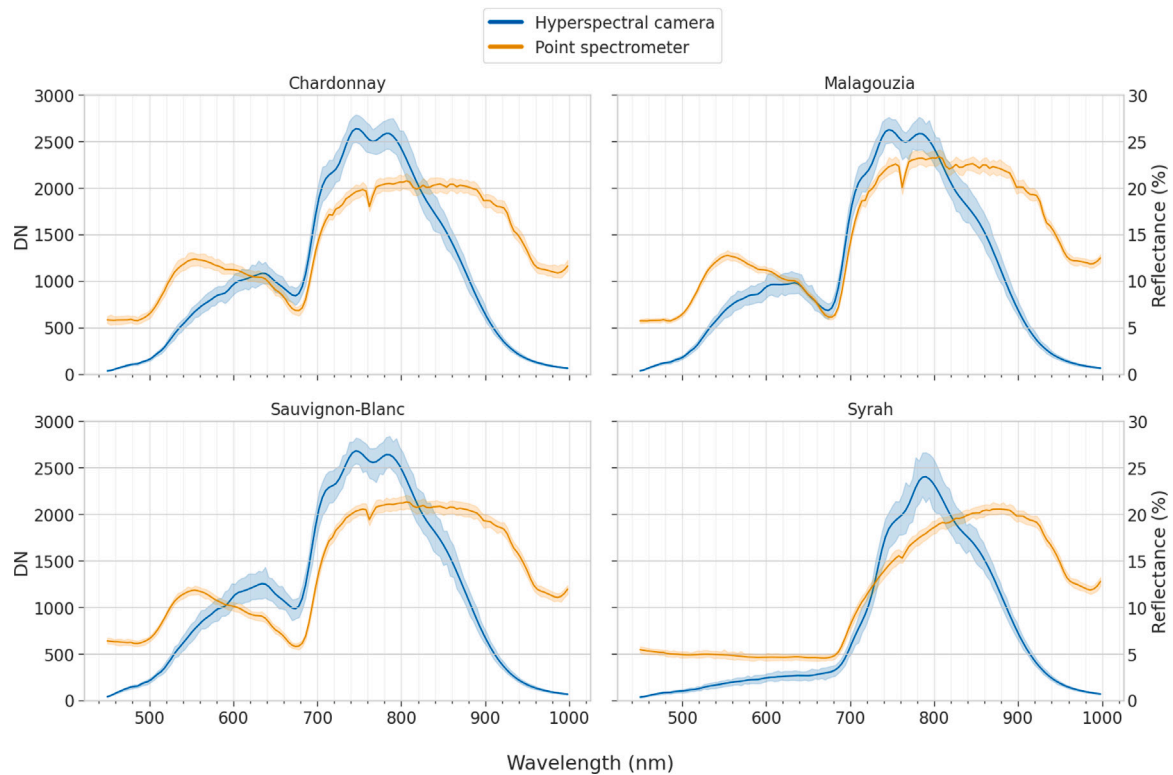 Hyperspectral camera
Point spectrometer
Chardonnay
Malagouzia
3000
2500
2000
1500
1000
500
0
DN
30
25
20
15
10
5
0
Reflectance (%)
Sauvignon-Blanc
Syrah
3000
2500
2000
1500
1000
500
0
DN
30
25
20
15
10
5
0
Reflectance (%)
500 600 700 800 900 1000
500 600 700 800 900 1000
Wavelength (nm)